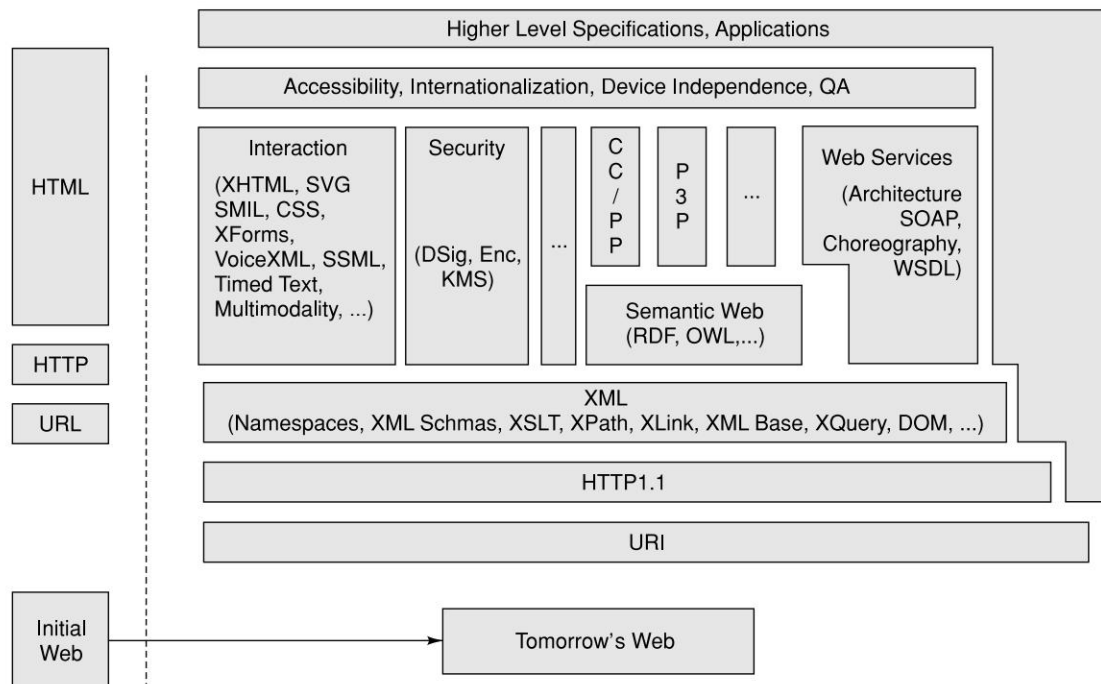 Higher Level Specifications, Applications
Accessibility, Internationalization, Device Independence, QA
HTML
HTTP
URL
Interaction
(XHTML, SVG
SMIL, CSS,
XForms,
VoiceXML, SSML,
Timed Text,
Multimodality, ...)
Security
(DSig, Enc,
KMS)
...
C
C
/
P
P
P
3
P
...
Semantic Web
(RDF, OWL,...)
Web Services
(Architecture
SOAP,
Choreography,
WSDL)
XML
(Namespaces, XML Schmas, XSLT, XPath, XLink, XML Base, XQuery, DOM, ...)
HTTP1.1
URI
Initial
Web
Tomorrow's Web